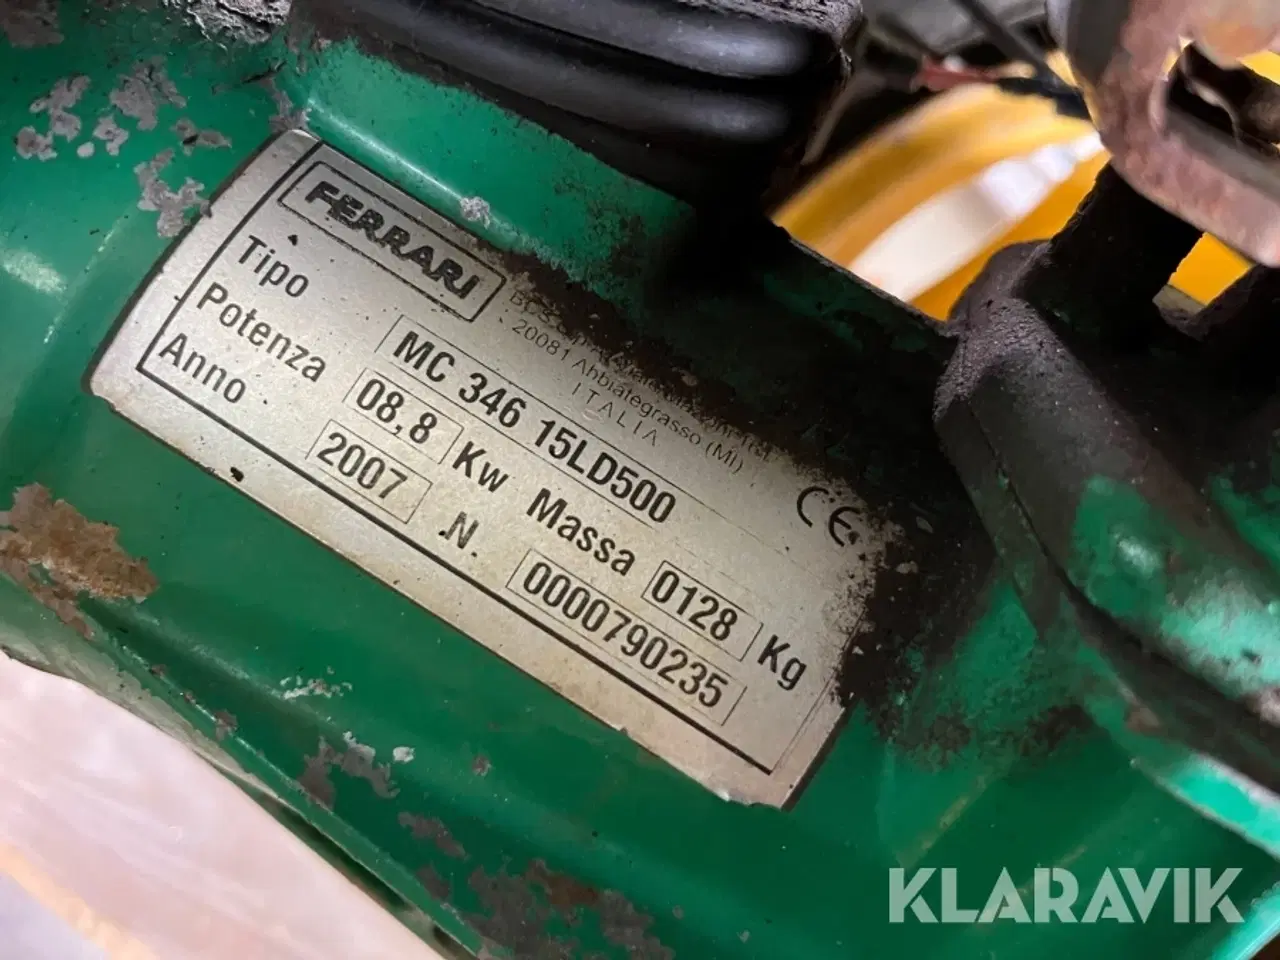 FERRARI
20081 Abbiategrasso (MI)
ITALIA
Tipo MC 346 15LD500
Potenza 08,8 Kw Massa 0128 Kg
Anno 2007 .N. 0000790235
CE
KLARAVIK